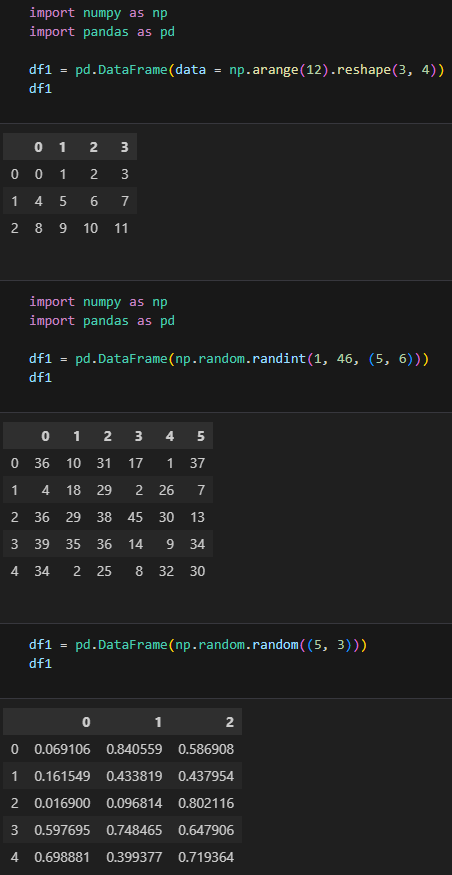 import numpy as np
import pandas as pd
df1 = pd.DataFrame(data = np.arange(12).reshape(3, 4))
df1
0 1 2 3
0 0 1 2 3
1 4 5 6 7
2 8 9 10 11
import numpy as np
import pandas as pd
df1 = pd.DataFrame(np.random.randint(1, 46, (5, 6)))
df1
0 1 2 3 4 5
0 36 10 31 17 1 37
1 4 18 29 2 26 7
2 36 29 38 45 30 13
3 39 35 36 14 9 34
4 34 2 25 8 32 30
df1 = pd.DataFrame(np.random.random((5, 3)))
df1
0 1 2
0 0.069106 0.840559 0.586908
1 0.161549 0.433819 0.437954
2 0.016900 0.096814 0.802116
3 0.597695 0.748465 0.647906
4 0.698881 0.399377 0.719364